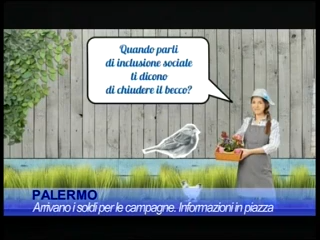 Quando parli
di inclusione sociale
ti dicono
di chiudere il becco?
PALERMO
Arrivano i soldi per le campagne. Informazioni in piazza